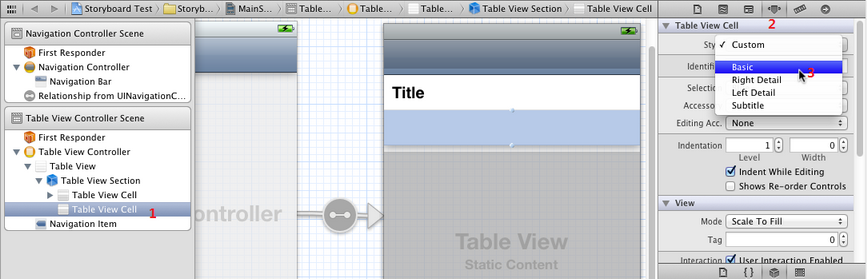 Storyboard Test
Storyb...
MainS...
Table...
Table...
Table...
Table View Section
Table View Cell
Navigation Controller Scene
First Responder
Navigation Controller
Navigation Bar
Relationship from UINavigationC...
Table View Controller Scene
First Responder
Table View Controller
Table View
Table View Section
Table View Cell
Table View Cell
1
Navigation Item
ontroller
Title
Table View
Static Content
Table View Cell
2
Sty
Custom
Identifi
Basic
3
Right Detail
Selectio
Left Detail
Accesso
Subtitle
Editing Acc.
None
Indentation
1
0
Level
Width
Indent While Editing
Shows Re-order Controls
View
Mode
Scale To Fill
Tag
0
Interaction
User Interaction Enabled